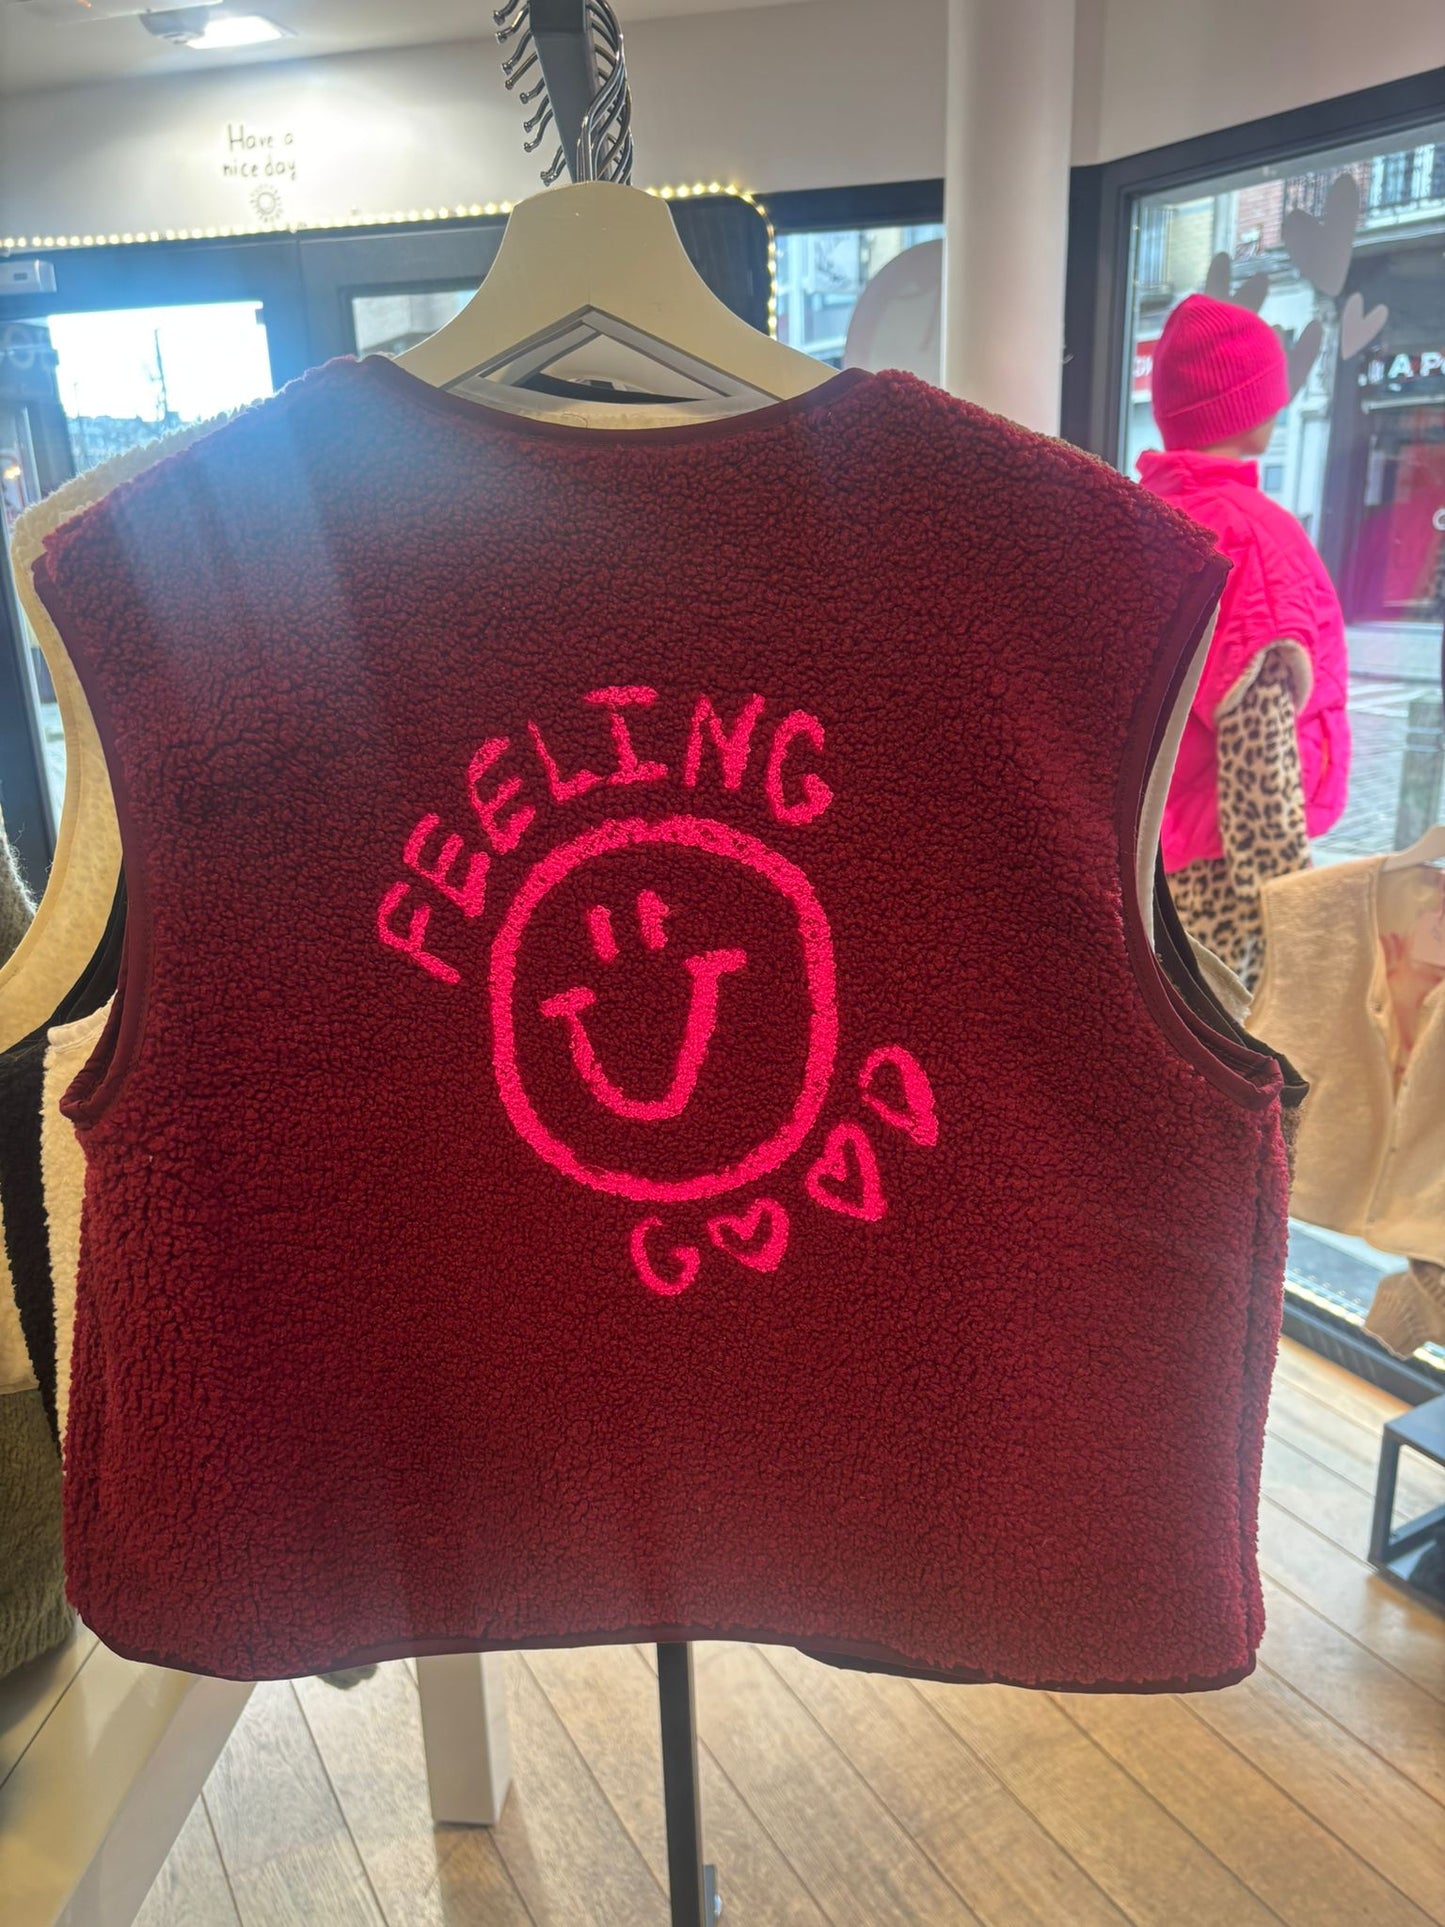 Have a
nice day
FEELING
GOOD